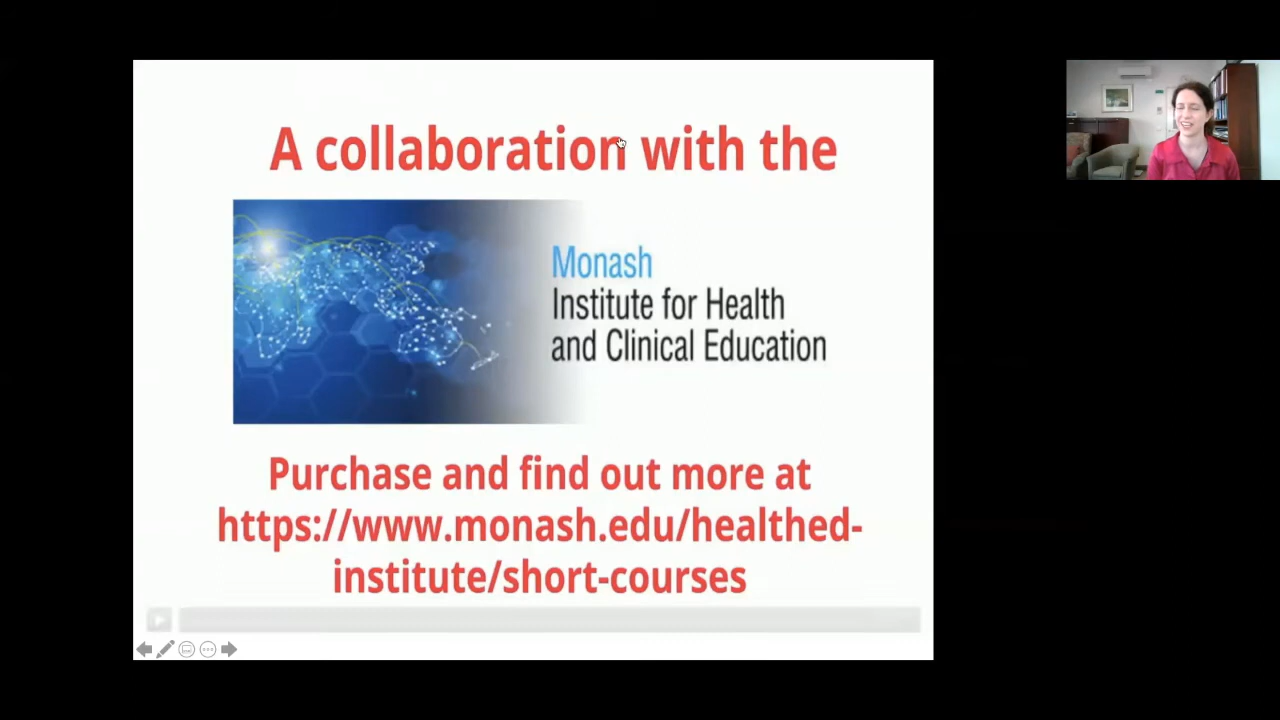 A collaboration with the
Monash
Institute for Health
and Clinical Education
Purchase and find out more at
https://www.monash.edu/healthed-
institute/short-courses